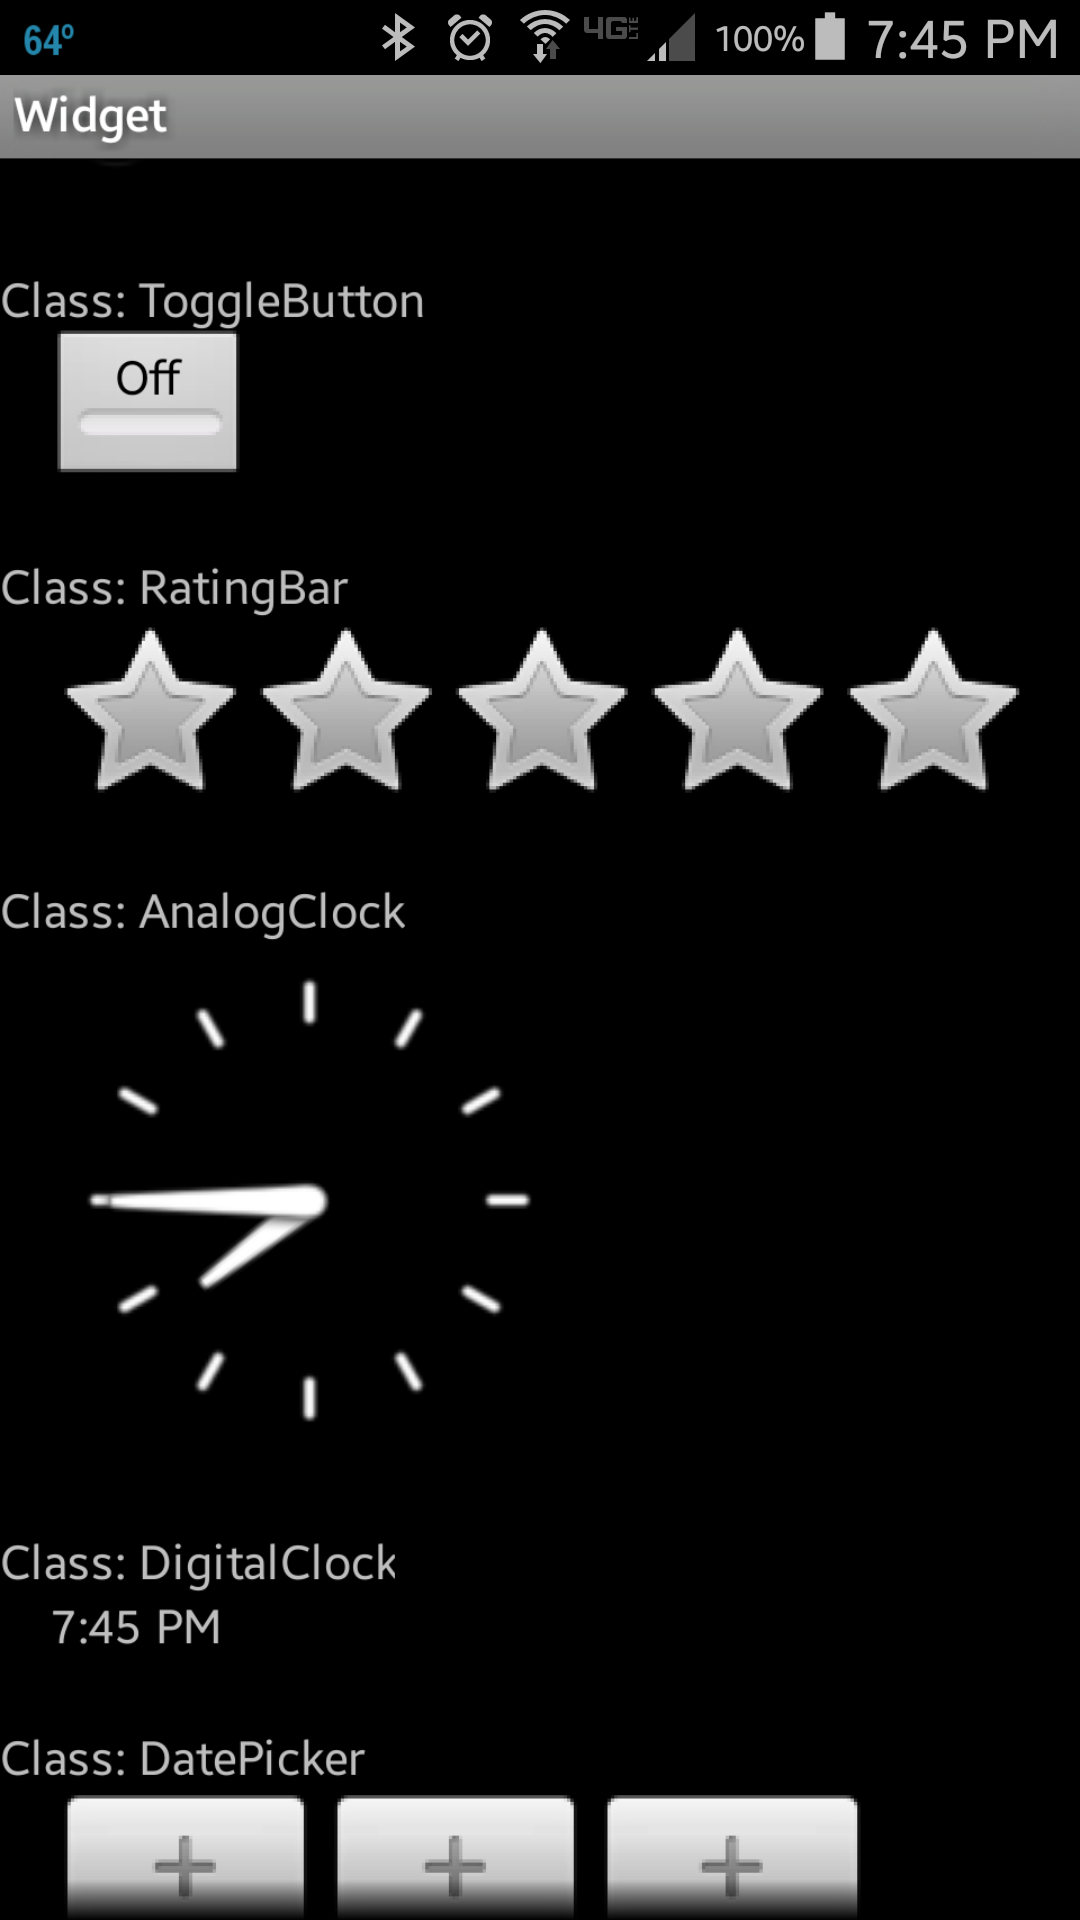 64°
4G LTE 100% 7:45 PM
Widget
Class: ToggleButton
Off
Class: RatingBar
Class: AnalogClock
Class: DigitalClock
7:45 PM
Class: DatePicker
+ + +